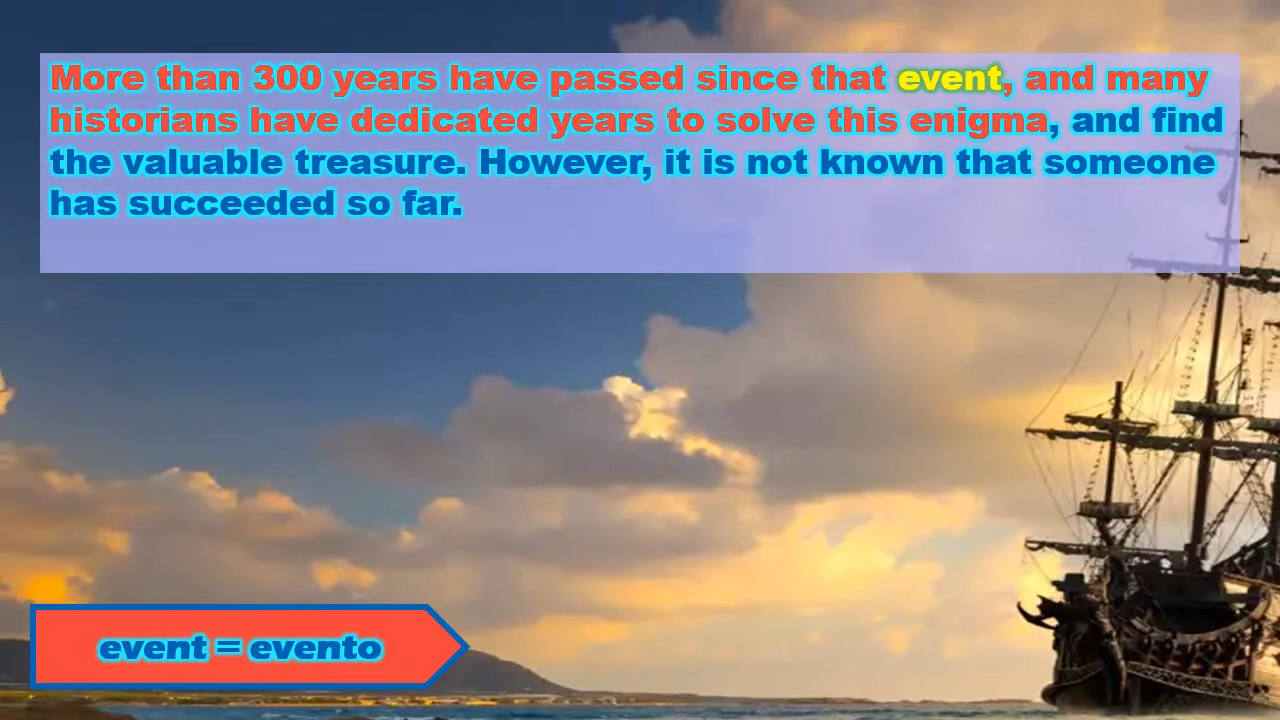 More than 300 years have passed since that event, and many
historians have dedicated years to solve this enigma, and find
the valuable treasure. However, it is not known that someone
has succeeded so far.
event = evento